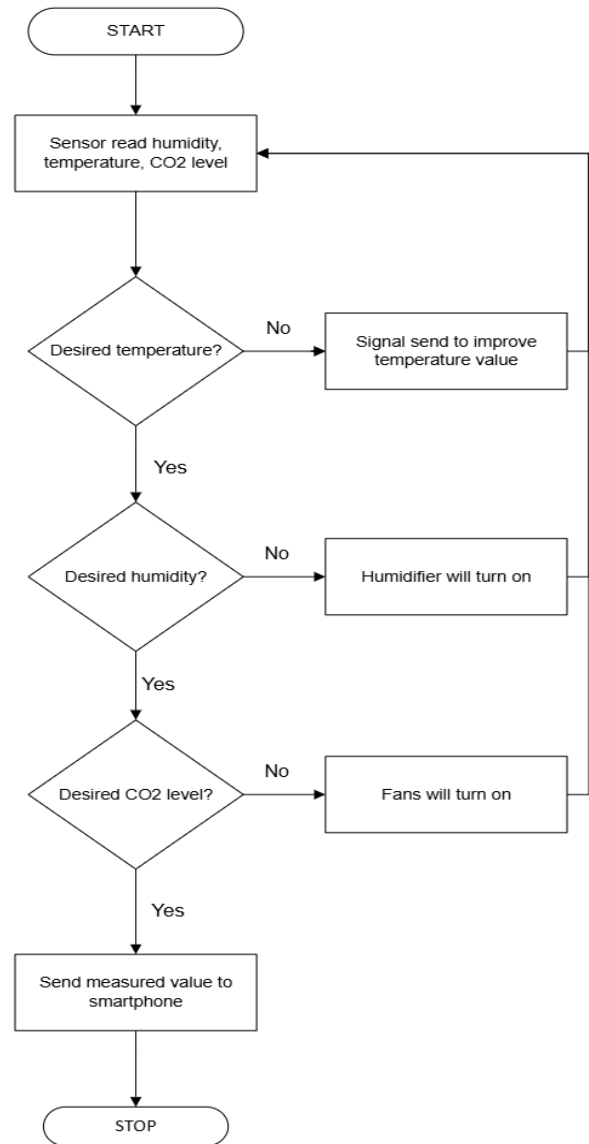 START
Sensor read humidity,
temperature, CO2 level
Desired temperature?
No
Signal send to improve
temperature value
Yes
Desired humidity?
No
Humidifier will turn on
Yes
Desired CO2 level?
No
Fans will turn on
Yes
Send measured value to
smartphone
STOP